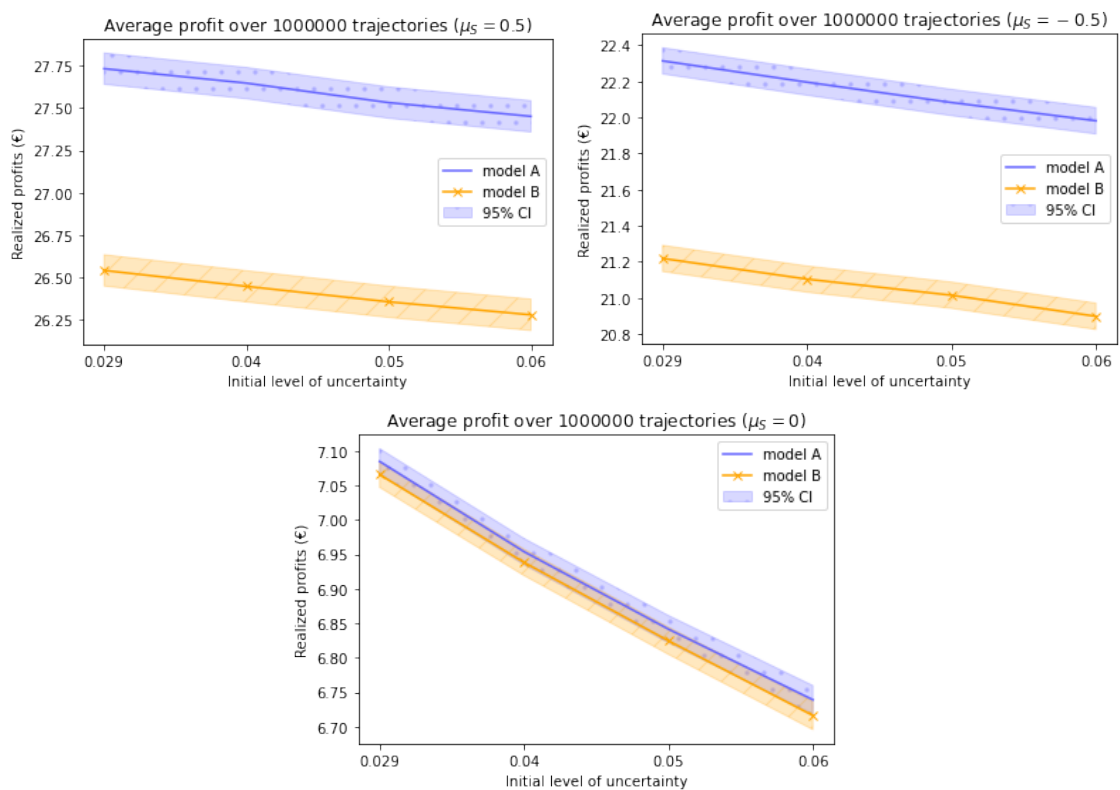 Average profit over 1000000 trajectories (μS = 0.5)
27.75
27.50
27.25
27.00
26.75
26.50
26.25
Realized profits (€)
model A
model B
95% CI
0.029 0.04 0.05 0.06
Initial level of uncertainty
Average profit over 1000000 trajectories (μS = − 0.5)
22.4
22.2
22.0
21.8
21.6
21.4
21.2
21.0
20.8
Realized profits (€)
model A
model B
95% CI
0.029 0.04 0.05 0.06
Initial level of uncertainty
Average profit over 1000000 trajectories (μS = 0)
7.10
7.05
7.00
6.95
6.90
6.85
6.80
6.75
6.70
Realized profits (€)
model A
model B
95% CI
0.029 0.04 0.05 0.06
Initial level of uncertainty